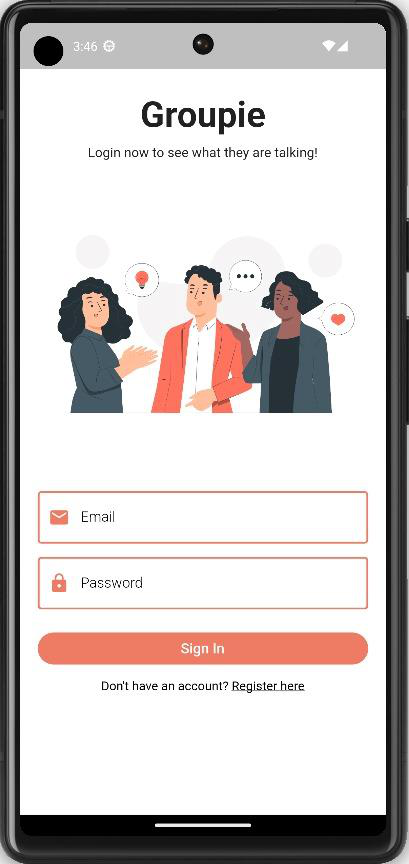 3:46
Groupie
Login now to see what they are talking!
Email
Password
Sign In
Don't have an account? Register here